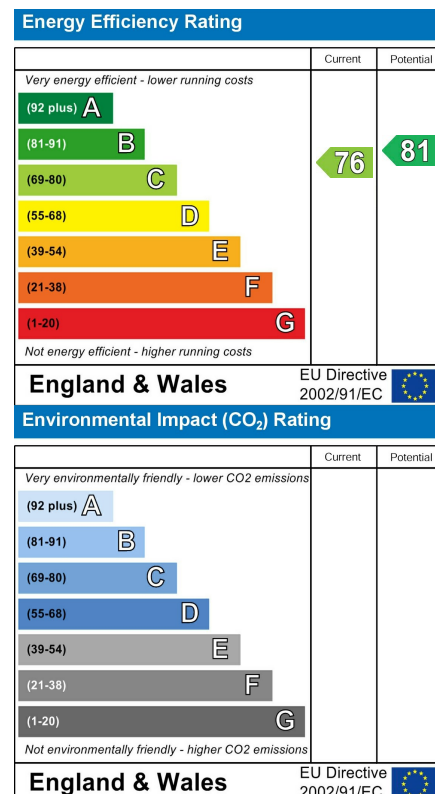 Energy Efficiency Rating
Current Potential
Very energy efficient - lower running costs
(92 plus) A
(81-91) B
(69-80) C
(55-68) D
(39-54) E
(21-38) F
(1-20) G
76
81
Not energy efficient - higher running costs
England & Wales
EU Directive
2002/91/EC
Environmental Impact (CO₂) Rating
Current Potential
Very environmentally friendly - lower CO2 emissions
(92 plus) A
(81-91) B
(69-80) C
(55-68) D
(39-54) E
(21-38) F
(1-20) G
Not environmentally friendly - higher CO2 emissions
England & Wales
EU Directive
2002/91/EC